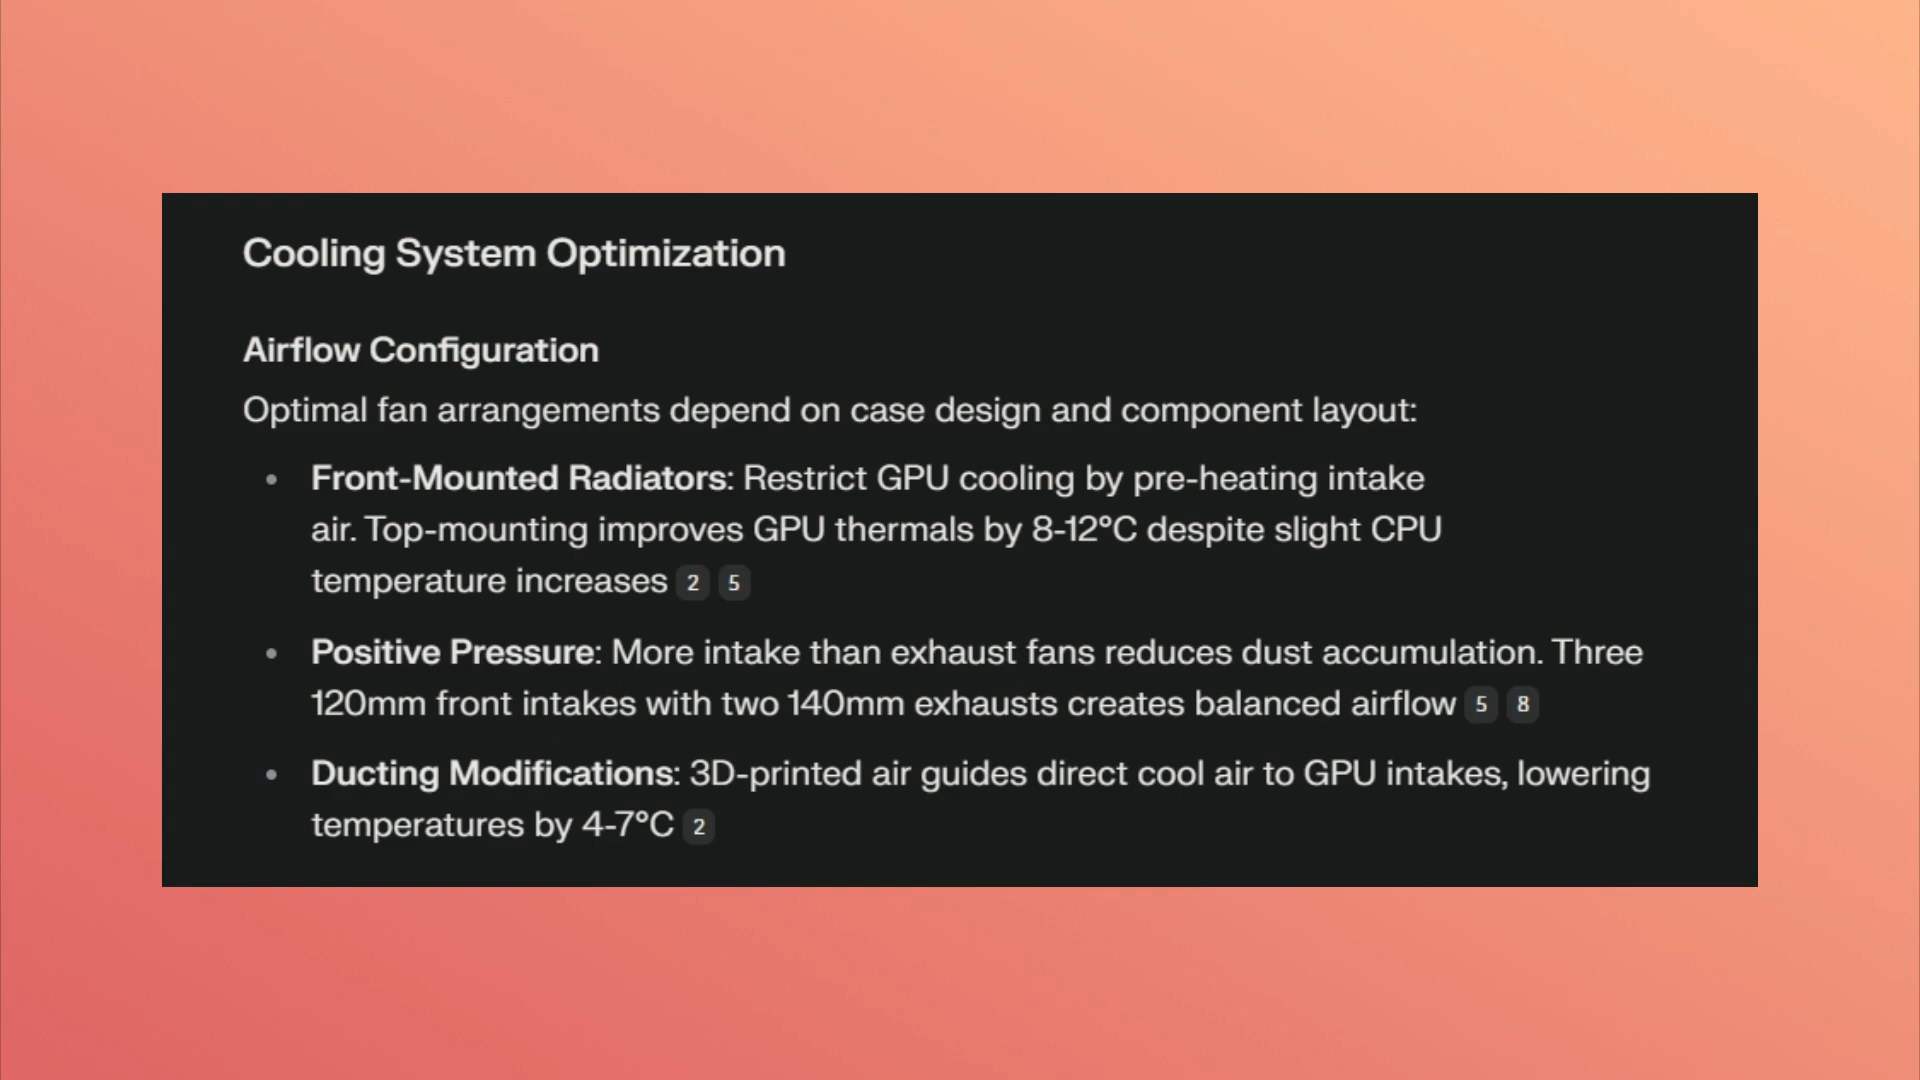 Cooling System Optimization
Airflow Configuration
Optimal fan arrangements depend on case design and component layout:
Front-Mounted Radiators: Restrict GPU cooling by pre-heating intake
air. Top-mounting improves GPU thermals by 8-12°C despite slight CPU
temperature increases 2 5
Positive Pressure: More intake than exhaust fans reduces dust accumulation. Three
120mm front intakes with two 140mm exhausts creates balanced airflow 5 8
Ducting Modifications: 3D-printed air guides direct cool air to GPU intakes, lowering
temperatures by 4-7°C 2